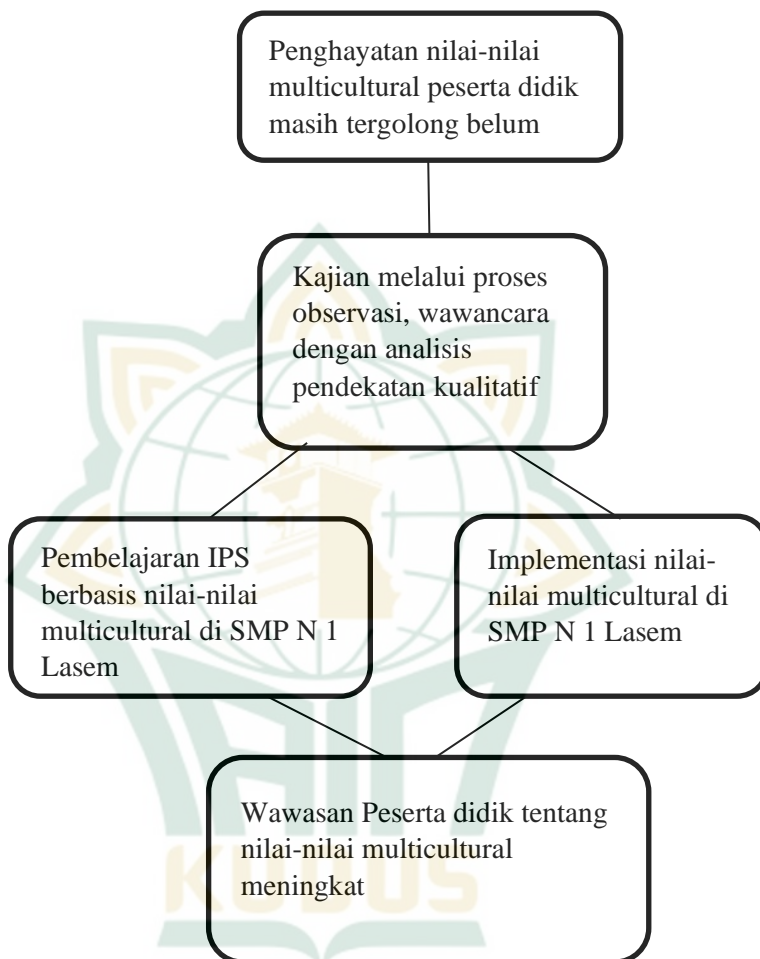 Penghayatan nilai-nilai
multicultural peserta didik
masih tergolong belum
Kajian melalui proses
observasi, wawancara
dengan analisis
pendekatan kualitatif
Pembelajaran IPS
berbasis nilai-nilai
multicultural di SMP N 1
Lasem
Implementasi nilai-
nilai multicultural di
SMP N 1 Lasem
Wawasan Peserta didik tentang
nilai-nilai multicultural
meningkat
IAIN
KUDUS